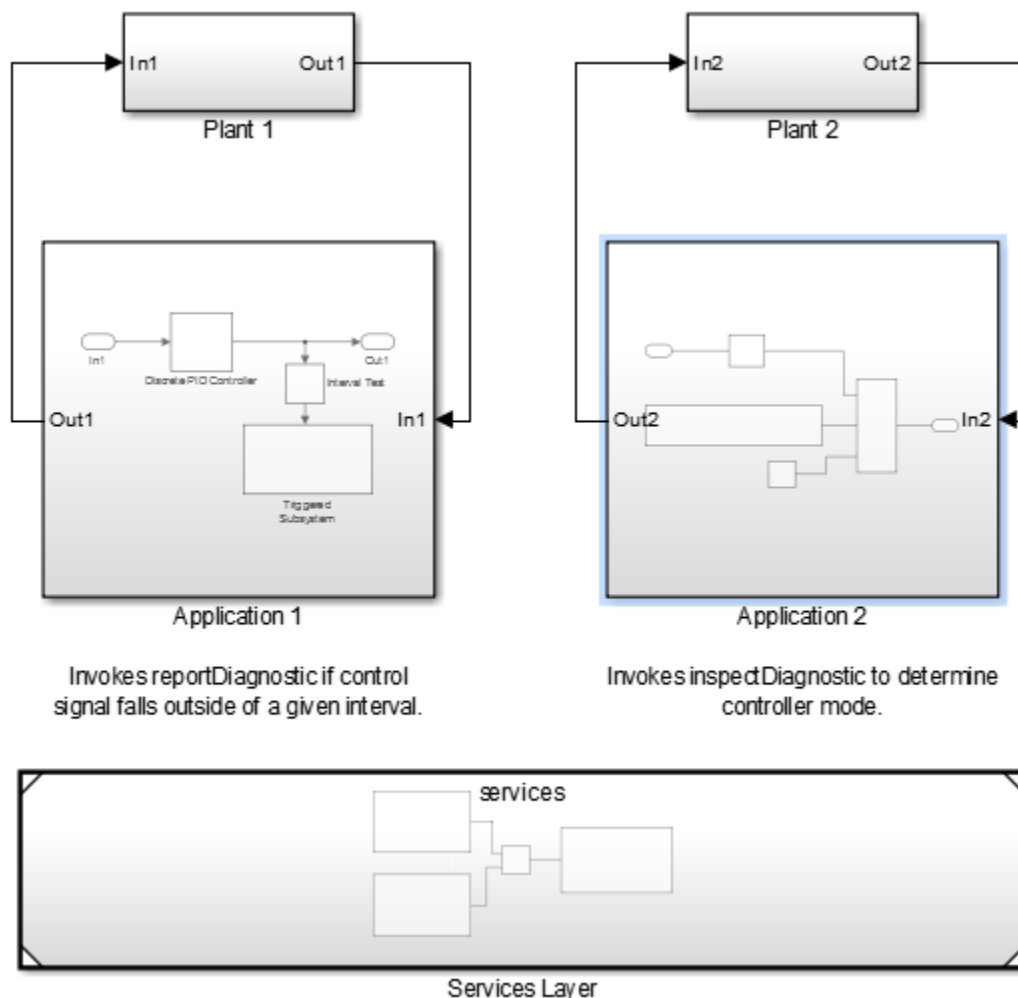 In1
Out1
Plant 1
In2
Out2
Plant 2
In1
Discrete PID Controller
Out1
Interval Test
Out1
In1
Triggered
Subsystem
Application 1
Out2
In2
Application 2
Invokes reportDiagnostic if control
signal falls outside of a given interval.
Invokes inspectDiagnostic to determine
controller mode.
services
Services Layer